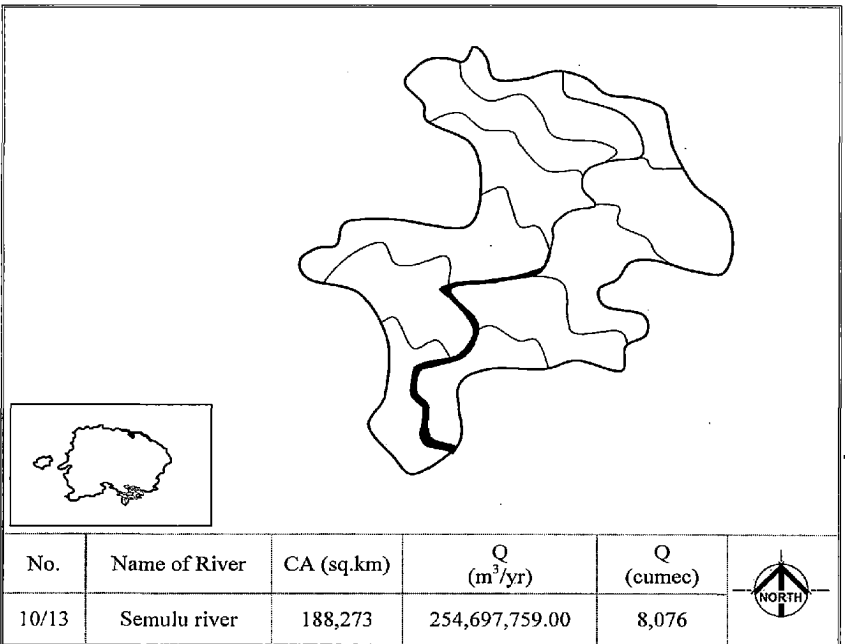 No. Name of River CA (sq.km) Q (m³/yr) Q (cumec)
10/13 Semulu river 188,273 254,697,759.00 8,076
NORTH